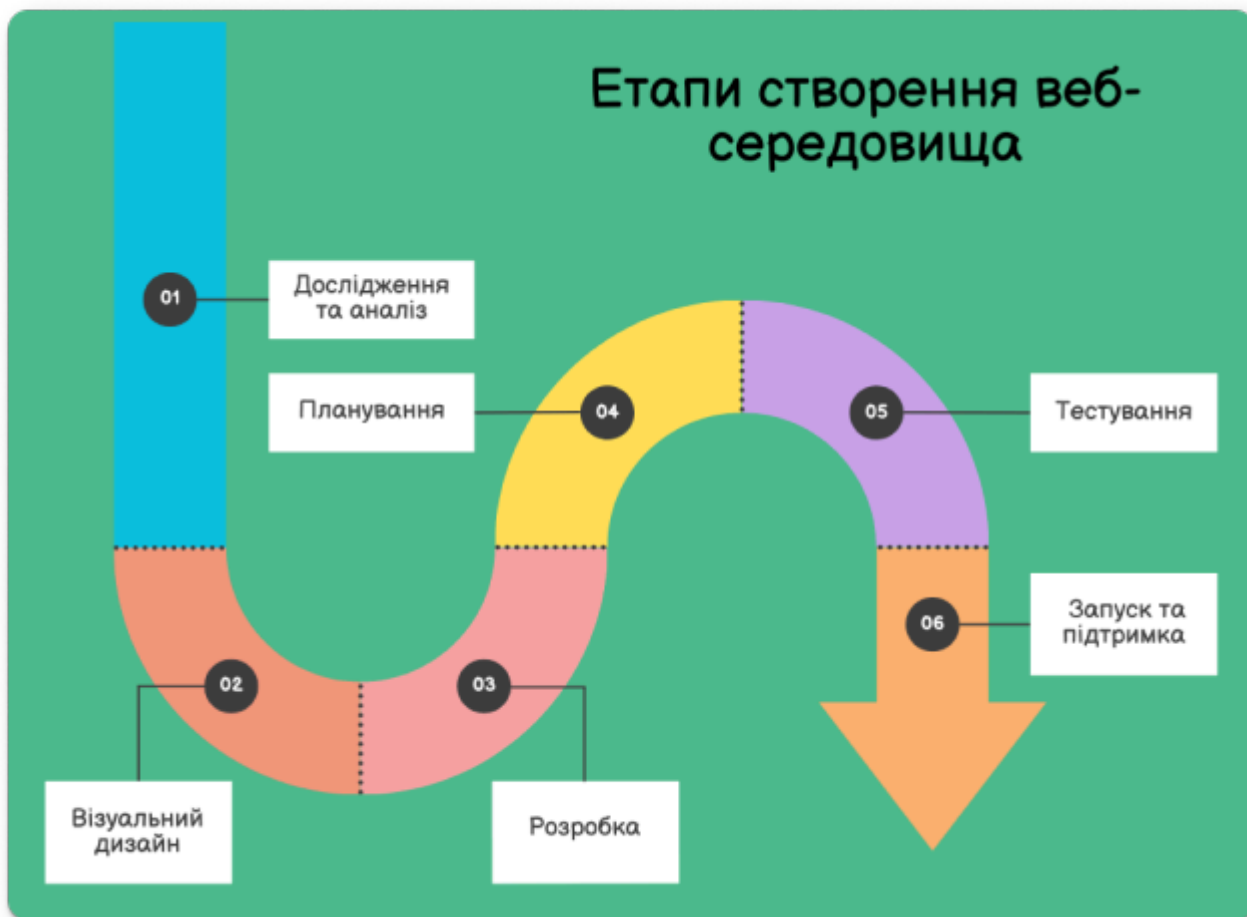 Етапи створення веб-
середовища
01
Дослідження
та аналіз
Планування
04
05
Тестування
06
Запуск та
підтримка
02
03
Візуальний
дизайн
Розробка